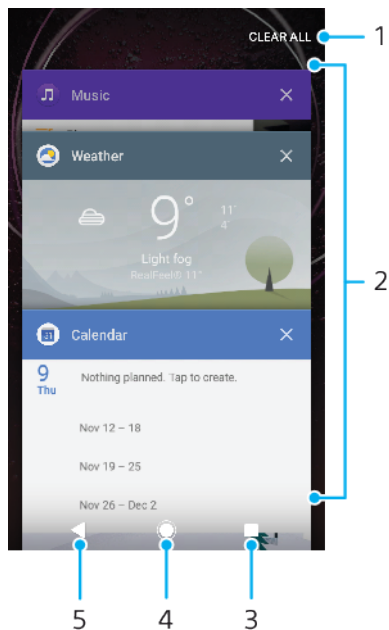 CLEAR ALL
1
Music
Weather
9°
11°
4°
Light fog
RealFeel® 11°
2
31
Calendar
9
Thu
Nothing planned. Tap to create.
Nov 12 – 18
Nov 19 – 25
Nov 26 – Dec 2
5
4
3